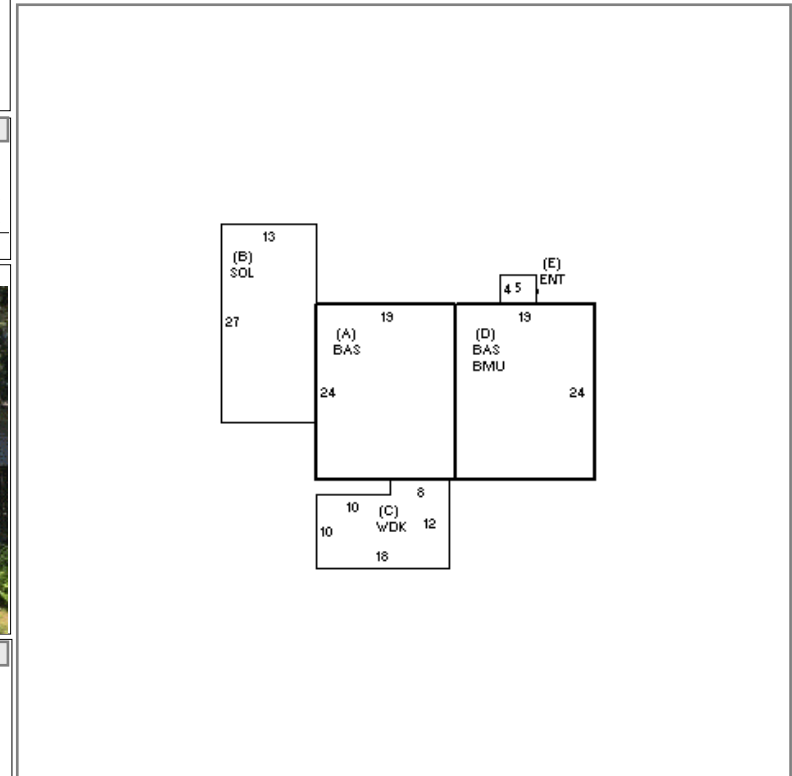 13
(B)
SOL
27
(E)
ENT
4 5
19
(A)
BAS
24
19
(D)
BAS
BMU
24
8
10
(C)
WDK
12
10
18